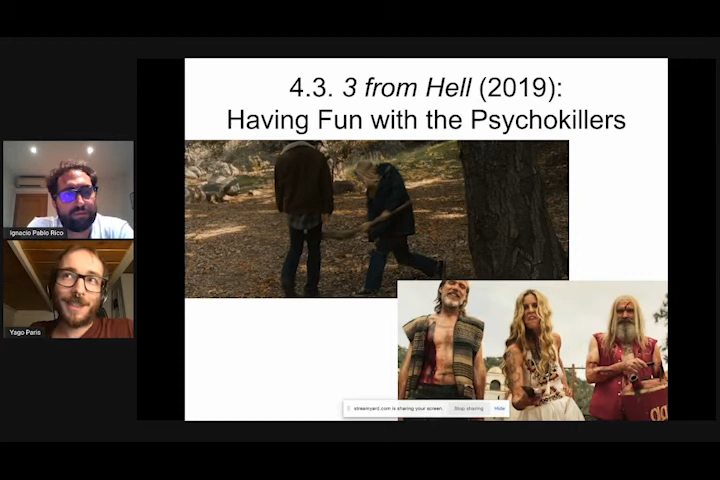 4.3. 3 from Hell (2019):
Having Fun with the Psychokillers
Ignacio Pablo Rico
Yago Paris
streamyard.com is sharing your screen.
Stop sharing
Hide